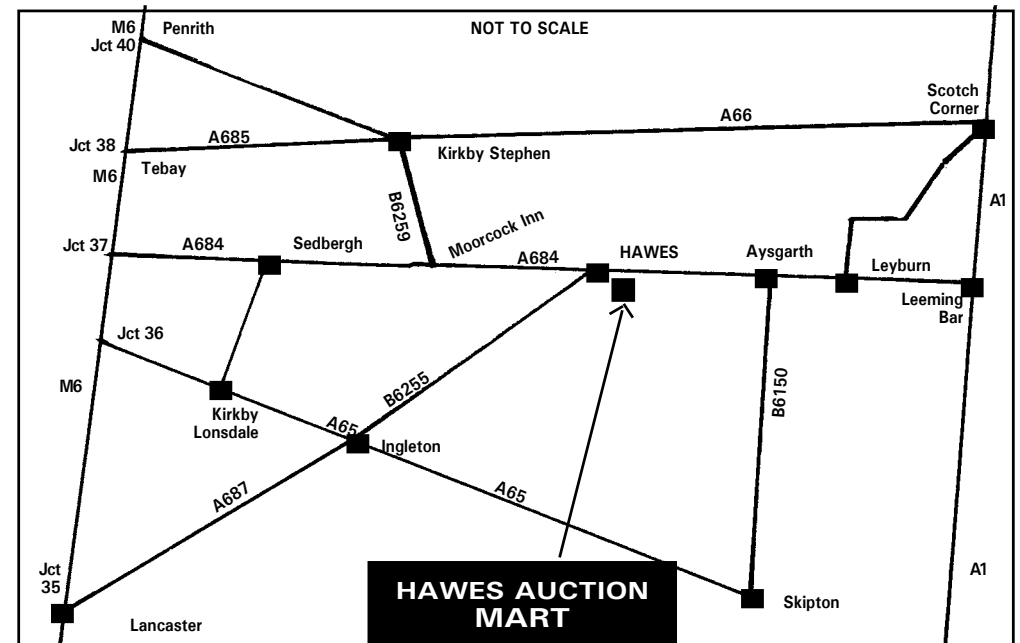 M6
Jct 40
Penrith
NOT TO SCALE
Scotch
Corner
A66
Jct 38
A685
Kirkby Stephen
M6
Tebay
A1
B6259
Jct 37
A684
Sedbergh
Moorcock Inn
A684
HAWES
Aysgarth
Leyburn
Leeming
Bar
Jct 36
M6
B6255
B6150
Kirkby
Lonsdale
A65
Ingleton
A687
A65
Jct
35
HAWES AUCTION
MART
A1
Skipton
Lancaster